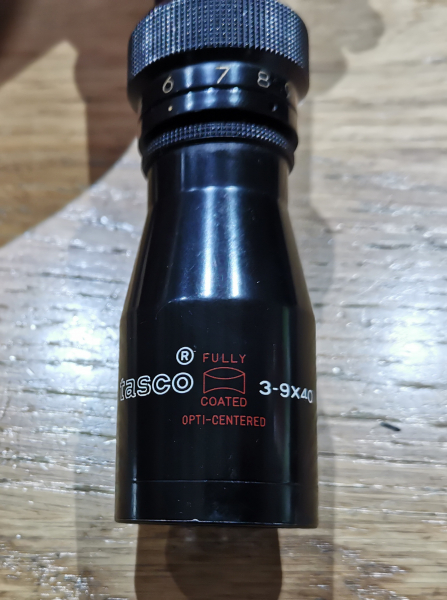 6 7 8
tasco® FULLY 3-9X40
COATED
OPTI-CENTERED